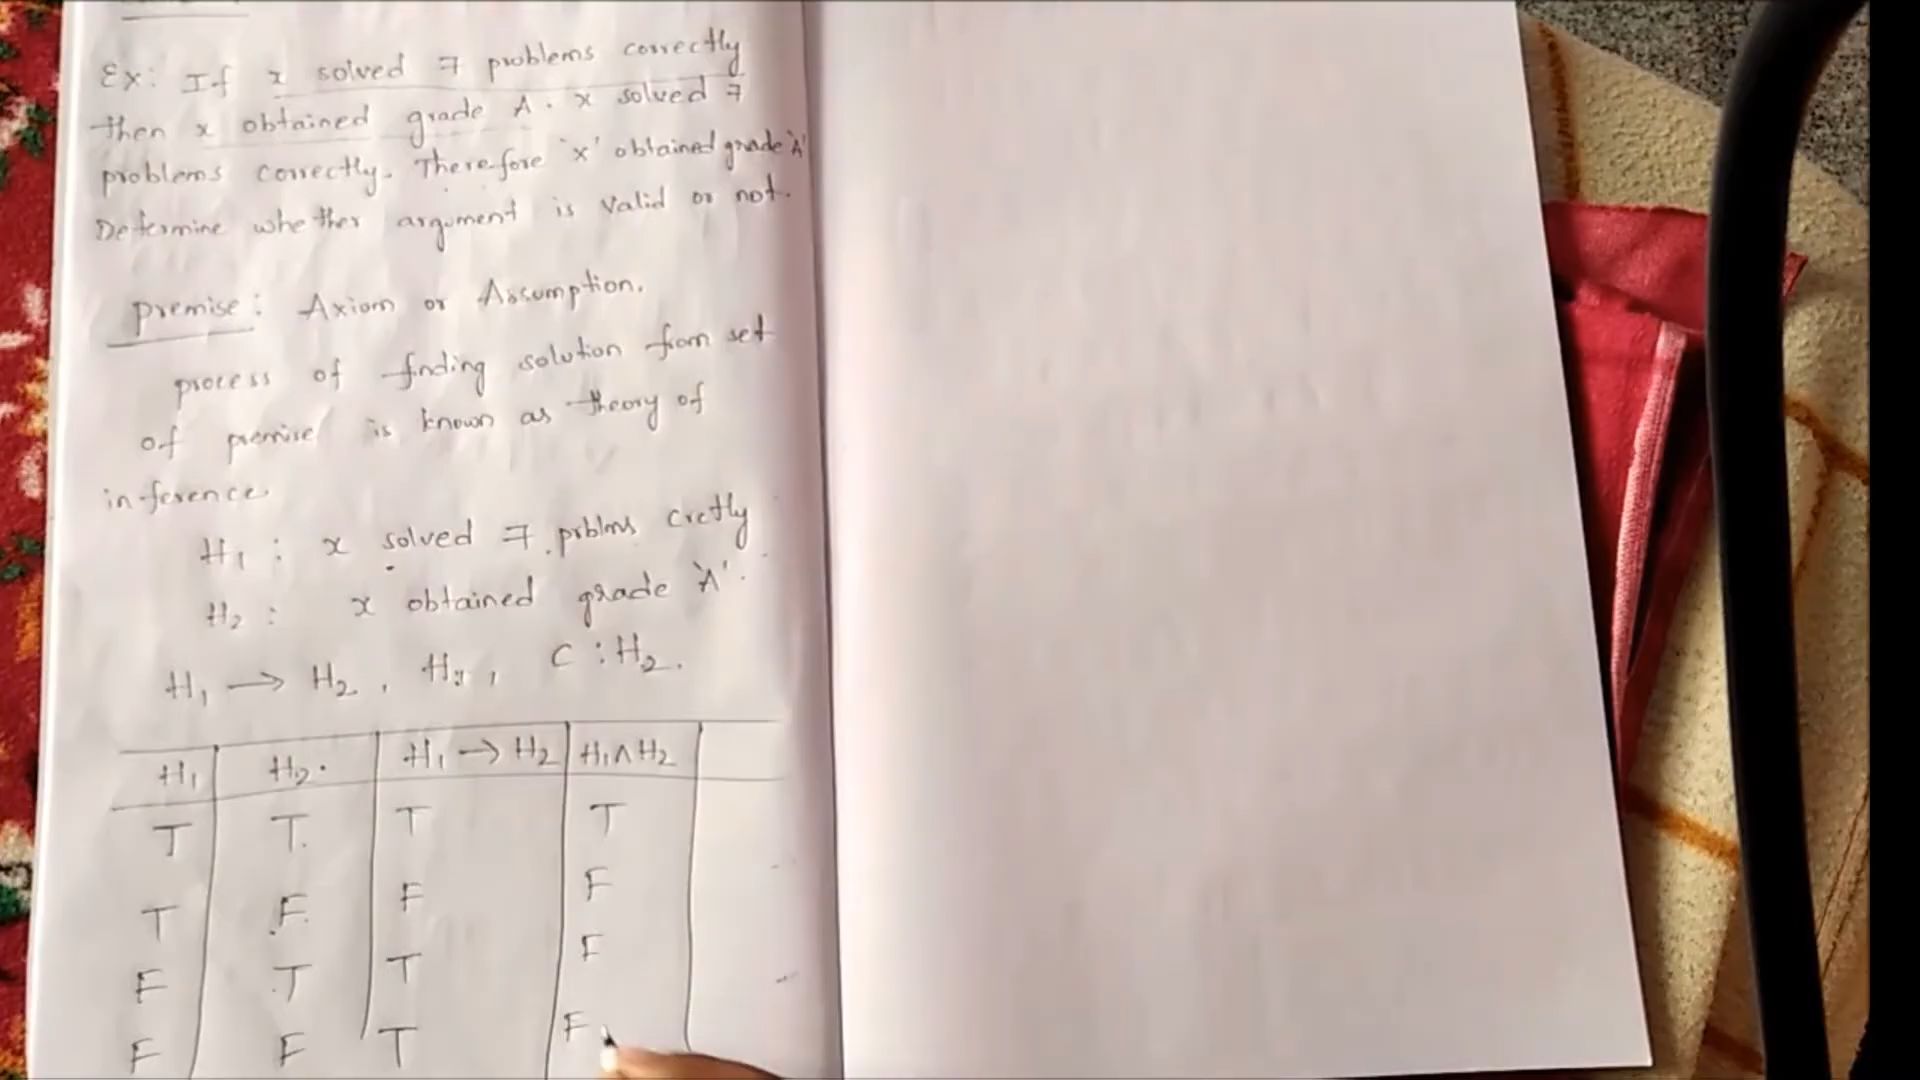 Ex: If x solved 7 problems correctly
then x obtained grade A. x solved 7
problems correctly. Therefore 'x' obtained grade 'A'
Determine whether argument is valid or not.
premise: Axiom or Assumption.
process of finding solution from set
of premise is known as theory of
inference
H1 : x solved 7 prblms crctly
H2 : x obtained grade 'A'.
H1 → H2 , H1 , C : H2.
H1 H2 H1 → H2 H1 ∧ H2
T T T T
T F F F
F T T F
F F T F